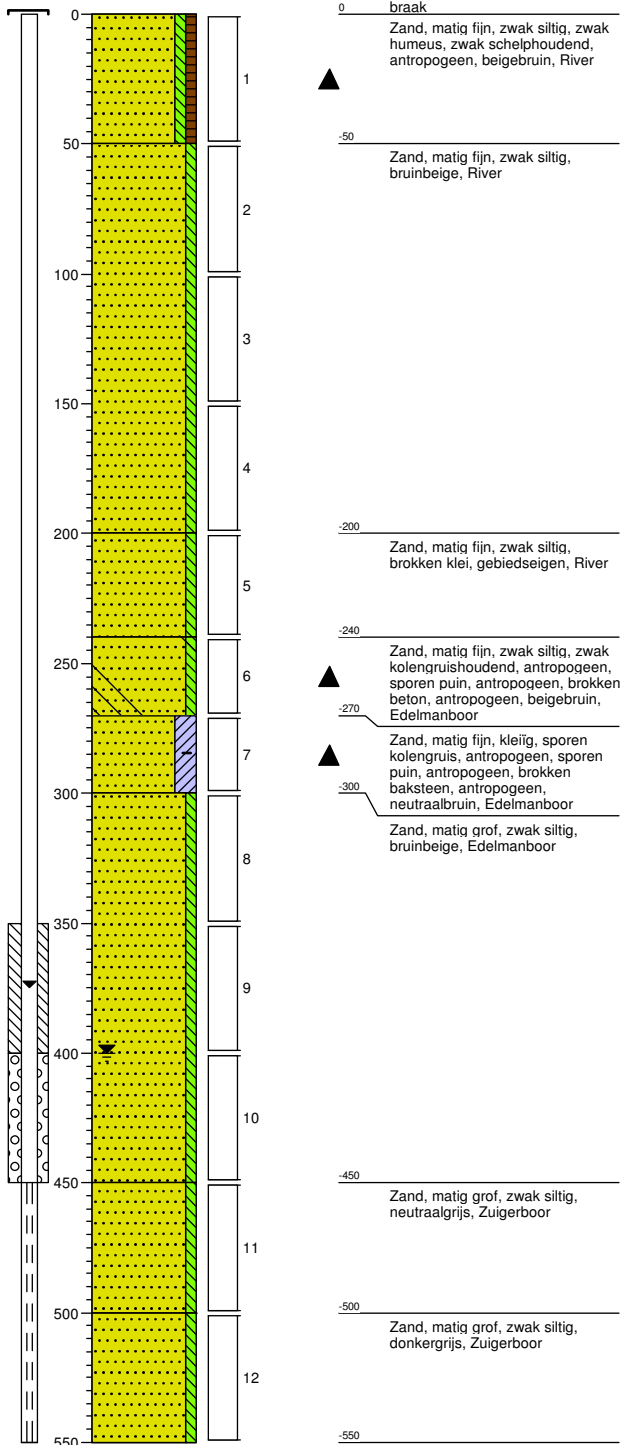 0
50
100
150
200
250
300
350
400
450
500
550
1
2
3
4
5
6
7
8
9
10
11
12
0
braak
Zand, matig fijn, zwak siltig, zwak
humeus, zwak schelphoudend,
antropogeen, beigebruin, River
-50
Zand, matig fijn, zwak siltig,
bruinbeige, River
-200
Zand, matig fijn, zwak siltig,
brokken klei, gebiedseigen, River
-240
Zand, matig fijn, zwak siltig, zwak
kolengruishoudend, antropogeen,
sporen puin, antropogeen, brokken
beton, antropogeen, beigebruin,
Edelmanboor
-270
Zand, matig fijn, kleiïg, sporen
kolengruis, antropogeen, sporen
puin, antropogeen, brokken
baksteen, antropogeen,
neutraalbruin, Edelmanboor
-300
Zand, matig grof, zwak siltig,
bruinbeige, Edelmanboor
-450
Zand, matig grof, zwak siltig,
neutraalgrijs, Zuigerboor
-500
Zand, matig grof, zwak siltig,
donkergrijs, Zuigerboor
-550